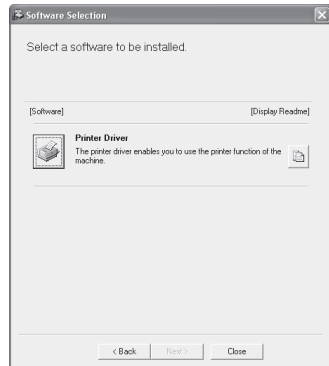 Software Selection
Select a software to be installed.
[Software] [Display Readme]
Printer Driver
The printer driver enables you to use the printer function of the
machine.
< Back Next > Close